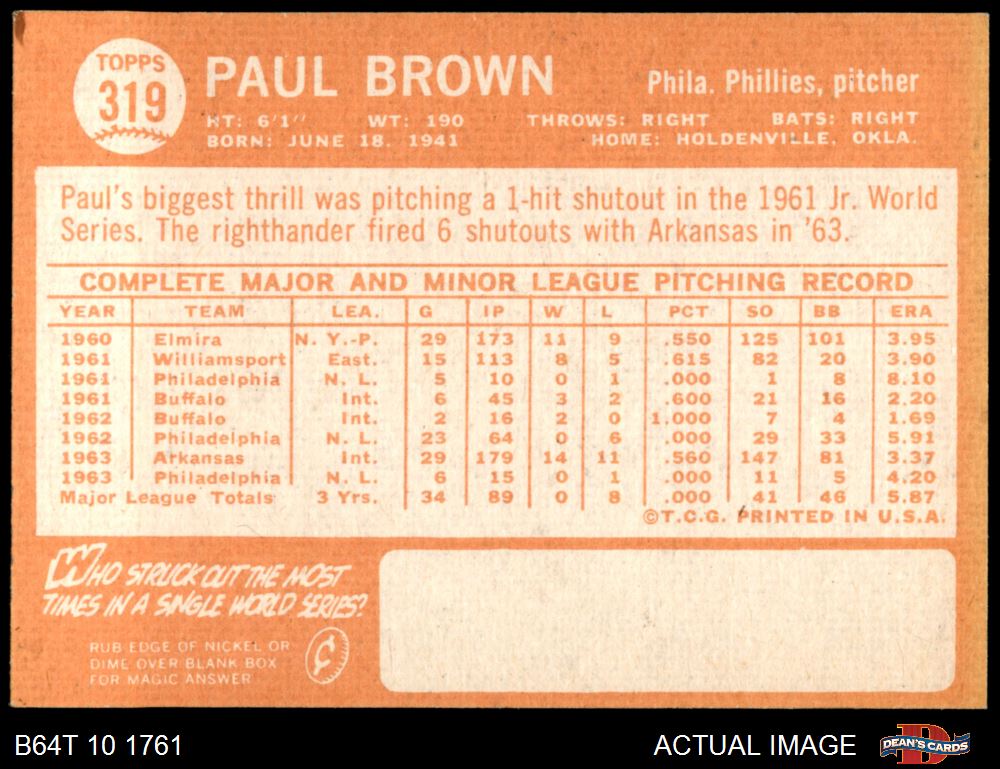 TOPPS
319
PAUL BROWN
Phila. Phillies, pitcher
HT: 6'1" WT: 190 THROWS: RIGHT BATS: RIGHT
BORN: JUNE 18, 1941 HOME: HOLDENVILLE, OKLA.
Paul's biggest thrill was pitching a 1-hit shutout in the 1961 Jr. World
Series. The righthander fired 6 shutouts with Arkansas in '63.
COMPLETE MAJOR AND MINOR LEAGUE PITCHING RECORD
YEAR TEAM LEA. G IP W L PCT SO BB ERA
1960 Elmira N. Y.-P. 29 173 11 9 .550 125 101 3.95
1961 Williamsport East. 15 113 8 5 .615 82 20 3.90
1961 Philadelphia N. L. 5 10 0 1 .000 1 8 8.10
1961 Buffalo Int. 6 45 3 2 .600 21 16 2.20
1962 Buffalo Int. 2 16 2 0 1.000 7 4 1.69
1962 Philadelphia N. L. 23 64 0 6 .000 29 33 5.91
1963 Arkansas Int. 29 179 14 11 .560 147 81 3.37
1963 Philadelphia N. L. 6 15 0 1 .000 11 5 4.20
Major League Totals 3 Yrs. 34 89 0 8 .000 41 46 5.87
©T.C.G. PRINTED IN U.S.A.
WHO STRUCK OUT THE MOST
TIMES IN A SINGLE WORLD SERIES?
RUB EDGE OF NICKEL OR
DIME OVER BLANK BOX
FOR MAGIC ANSWER
¢
B64T 10 1761
ACTUAL IMAGE
D
DEAN'S CARDS